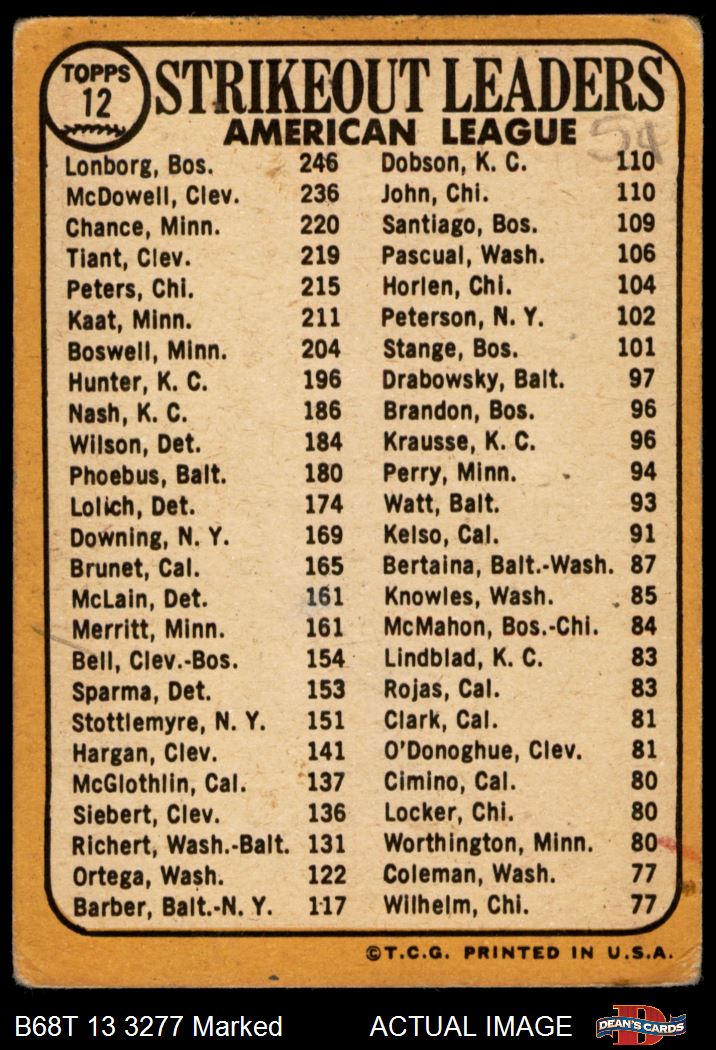 TOPPS
12
STRIKEOUT LEADERS
AMERICAN LEAGUE
54
Lonborg, Bos. 246
McDowell, Clev. 236
Chance, Minn. 220
Tiant, Clev. 219
Peters, Chi. 215
Kaat, Minn. 211
Boswell, Minn. 204
Hunter, K. C. 196
Nash, K. C. 186
Wilson, Det. 184
Phoebus, Balt. 180
Lolich, Det. 174
Downing, N. Y. 169
Brunet, Cal. 165
McLain, Det. 161
Merritt, Minn. 161
Bell, Clev.-Bos. 154
Sparma, Det. 153
Stottlemyre, N. Y. 151
Hargan, Clev. 141
McGlothlin, Cal. 137
Siebert, Clev. 136
Richert, Wash.-Balt. 131
Ortega, Wash. 122
Barber, Balt.-N. Y. 117
Dobson, K. C. 110
John, Chi. 110
Santiago, Bos. 109
Pascual, Wash. 106
Horlen, Chi. 104
Peterson, N. Y. 102
Stange, Bos. 101
Drabowsky, Balt. 97
Brandon, Bos. 96
Krausse, K. C. 96
Perry, Minn. 94
Watt, Balt. 93
Kelso, Cal. 91
Bertaina, Balt.-Wash. 87
Knowles, Wash. 85
McMahon, Bos.-Chi. 84
Lindblad, K. C. 83
Rojas, Cal. 83
Clark, Cal. 81
O'Donoghue, Clev. 81
Cimino, Cal. 80
Locker, Chi. 80
Worthington, Minn. 80
Coleman, Wash. 77
Wilhelm, Chi. 77
©T.C.G. PRINTED IN U.S.A.
B68T 13 3277 Marked ACTUAL IMAGE
DEAN'S CARDS